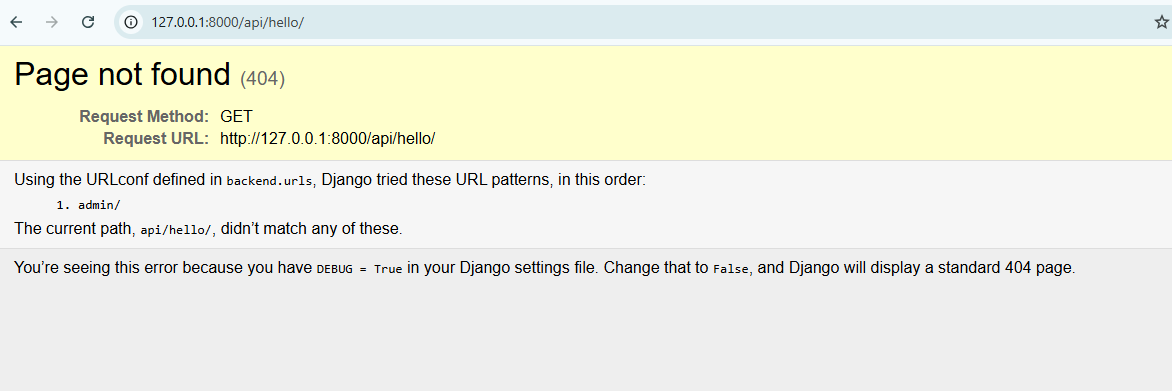 127.0.0.1:8000/api/hello/
Page not found (404)
Request Method: GET
Request URL: http://127.0.0.1:8000/api/hello/
Using the URLconf defined in backend.urls, Django tried these URL patterns, in this order:
1. admin/
The current path, api/hello/, didn’t match any of these.
You’re seeing this error because you have DEBUG = True in your Django settings file. Change that to False, and Django will display a standard 404 page.